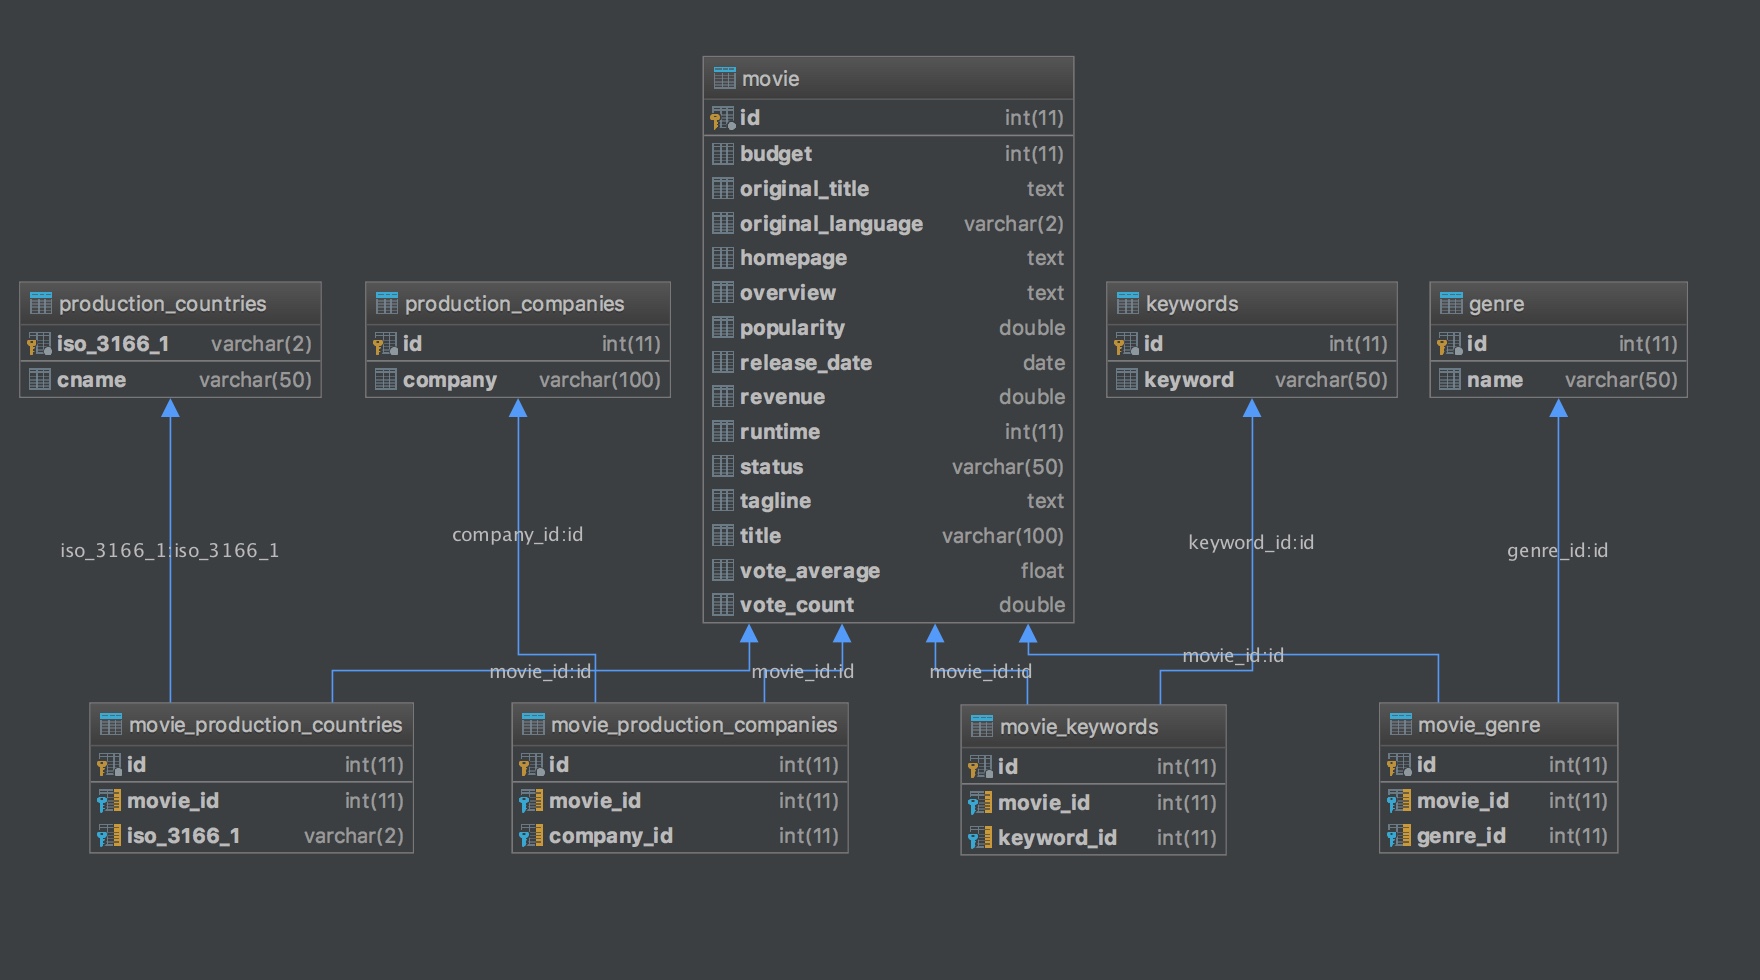 movie
id int(11)
budget int(11)
original_title text
original_language varchar(2)
homepage text
overview text
popularity double
release_date date
revenue double
runtime int(11)
status varchar(50)
tagline text
title varchar(100)
vote_average float
vote_count double
production_countries
iso_3166_1 varchar(2)
cname varchar(50)
production_companies
id int(11)
company varchar(100)
keywords
id int(11)
keyword varchar(50)
genre
id int(11)
name varchar(50)
iso_3166_1:iso_3166_1
company_id:id
keyword_id:id
genre_id:id
movie_id:id
movie_id:id
movie_id:id
movie_id:id
movie_production_countries
id int(11)
movie_id int(11)
iso_3166_1 varchar(2)
movie_production_companies
id int(11)
movie_id int(11)
company_id int(11)
movie_keywords
id int(11)
movie_id int(11)
keyword_id int(11)
movie_genre
id int(11)
movie_id int(11)
genre_id int(11)